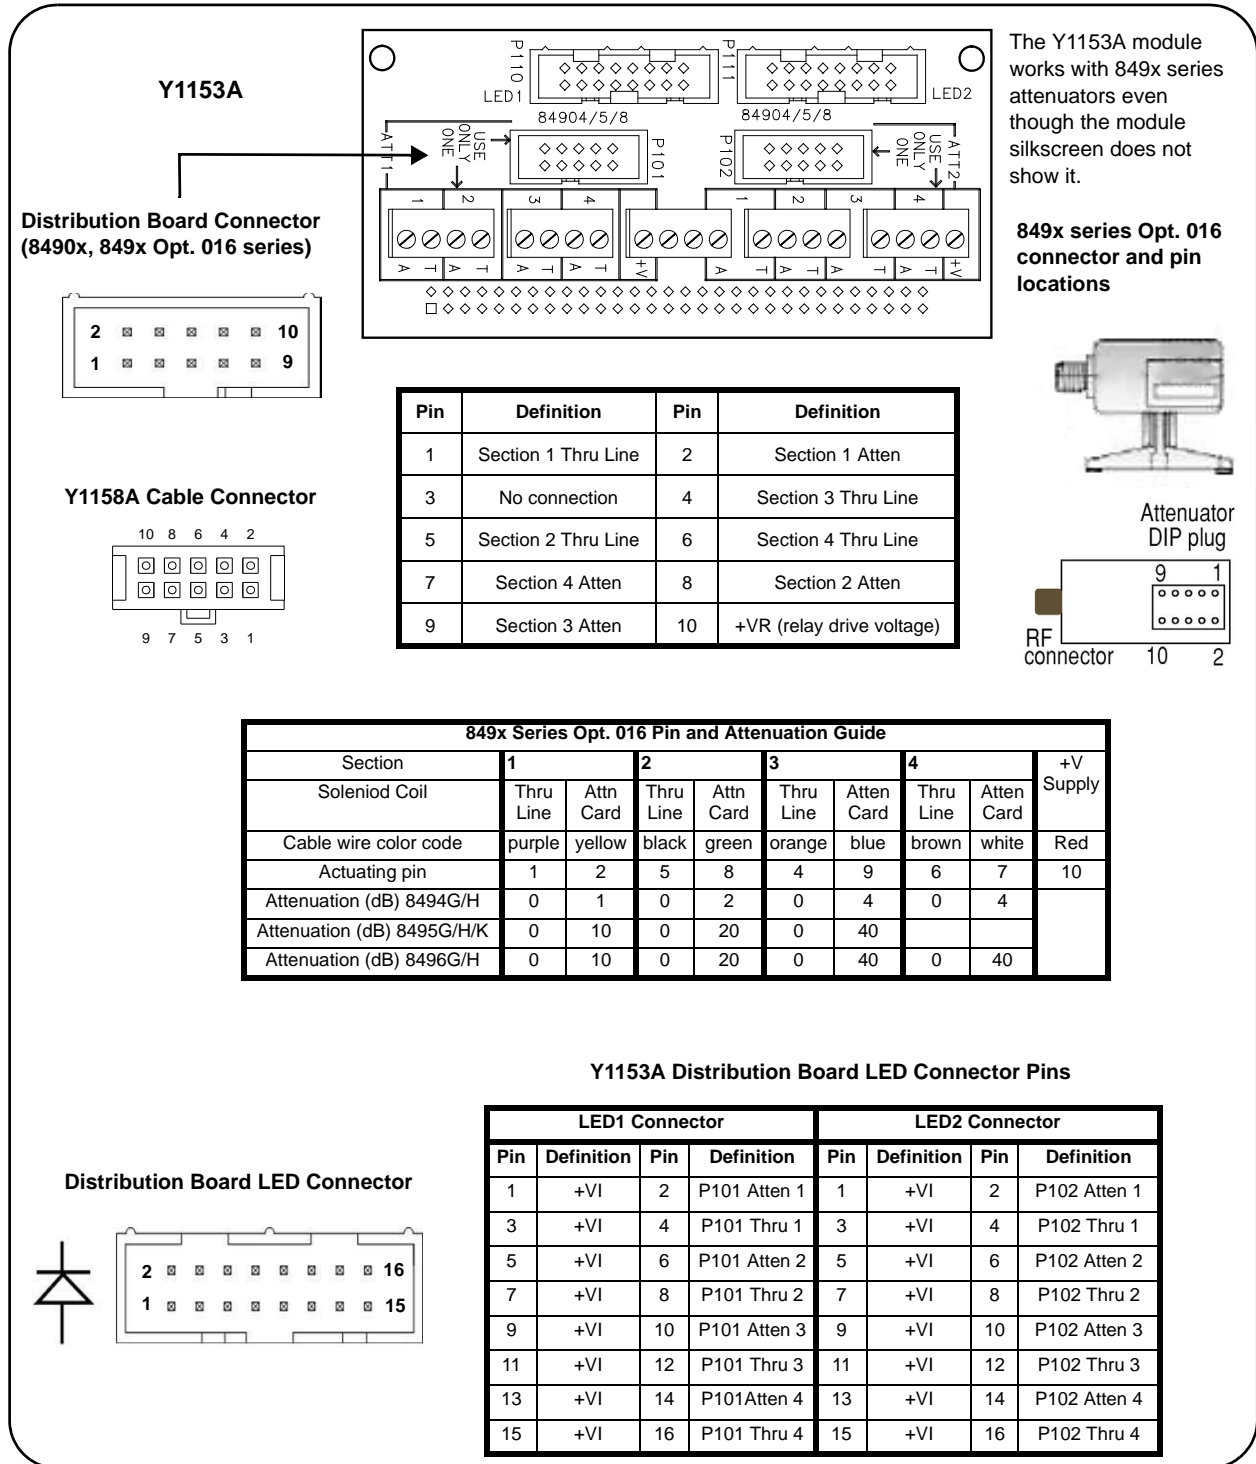 Y1153A
P110
P111
LED1
LED2
84904/5/8
84904/5/8
ATT1
USE ONLY ONE
P101
P102
USE ONLY ONE
ATT2
1 2 3 4 1 2 3 4
A T A T A T A T +V A T A T A T A T +V
The Y1153A module
works with 849x series
attenuators even
though the module
silkscreen does not
show it.
Distribution Board Connector
(8490x, 849x Opt. 016 series)
2 10
1 9
849x series Opt. 016
connector and pin
locations
Pin Definition Pin Definition
1 Section 1 Thru Line 2 Section 1 Atten
3 No connection 4 Section 3 Thru Line
5 Section 2 Thru Line 6 Section 4 Thru Line
7 Section 4 Atten 8 Section 2 Atten
9 Section 3 Atten 10 +VR (relay drive voltage)
Y1158A Cable Connector
10 8 6 4 2
9 7 5 3 1
Attenuator
DIP plug
9 1
RF
connector 10 2
849x Series Opt. 016 Pin and Attenuation Guide
Section 1 2 3 4 +V Supply
Soleniod Coil Thru Line Attn Card Thru Line Attn Card Thru Line Atten Card Thru Line Atten Card
Cable wire color code purple yellow black green orange blue brown white Red
Actuating pin 1 2 5 8 4 9 6 7 10
Attenuation (dB) 8494G/H 0 1 0 2 0 4 0 4
Attenuation (dB) 8495G/H/K 0 10 0 20 0 40
Attenuation (dB) 8496G/H 0 10 0 20 0 40 0 40
Y1153A Distribution Board LED Connector Pins
LED1 Connector LED2 Connector
Pin Definition Pin Definition Pin Definition Pin Definition
1 +VI 2 P101 Atten 1 1 +VI 2 P102 Atten 1
3 +VI 4 P101 Thru 1 3 +VI 4 P102 Thru 1
5 +VI 6 P101 Atten 2 5 +VI 6 P102 Atten 2
7 +VI 8 P101 Thru 2 7 +VI 8 P102 Thru 2
9 +VI 10 P101 Atten 3 9 +VI 10 P102 Atten 3
11 +VI 12 P101 Thru 3 11 +VI 12 P102 Thru 3
13 +VI 14 P101Atten 4 13 +VI 14 P102 Atten 4
15 +VI 16 P101 Thru 4 15 +VI 16 P102 Thru 4
Distribution Board LED Connector
2 16
1 15